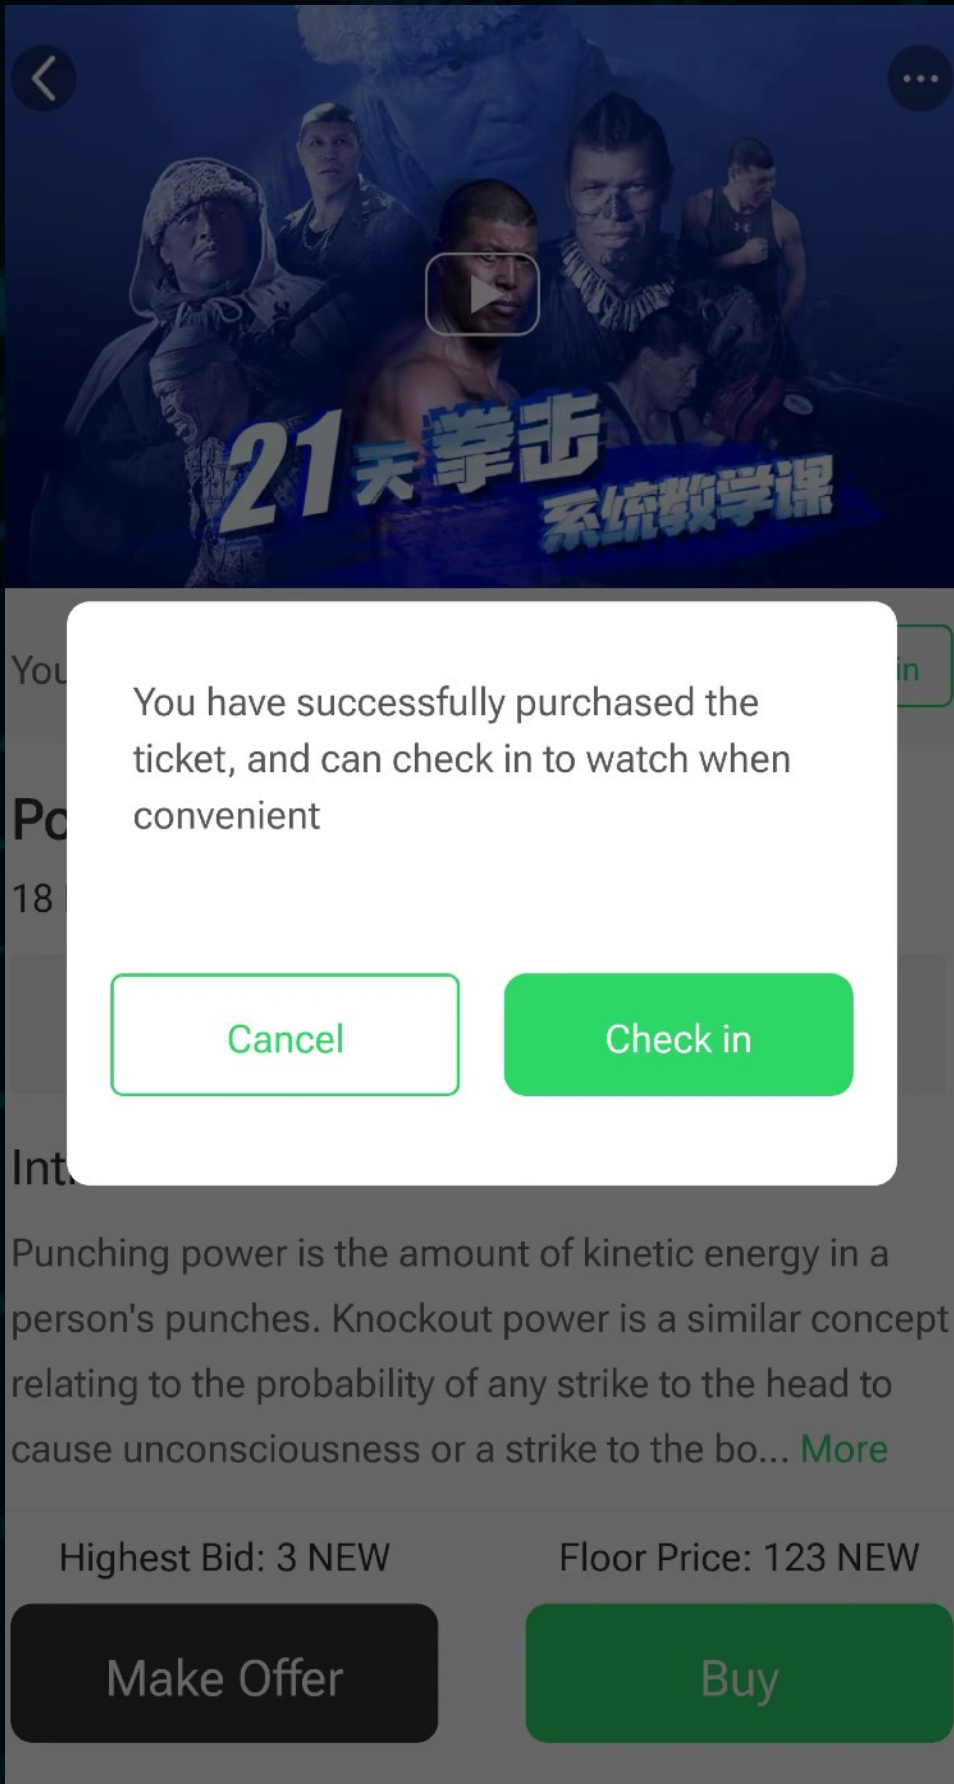 21天拳击
系统教学课
You
in
You have successfully purchased the
ticket, and can check in to watch when
convenient
Po
18
Cancel
Check in
Int
Punching power is the amount of kinetic energy in a
person's punches. Knockout power is a similar concept
relating to the probability of any strike to the head to
cause unconsciousness or a strike to the bo... More
Highest Bid: 3 NEW
Floor Price: 123 NEW
Make Offer
Buy